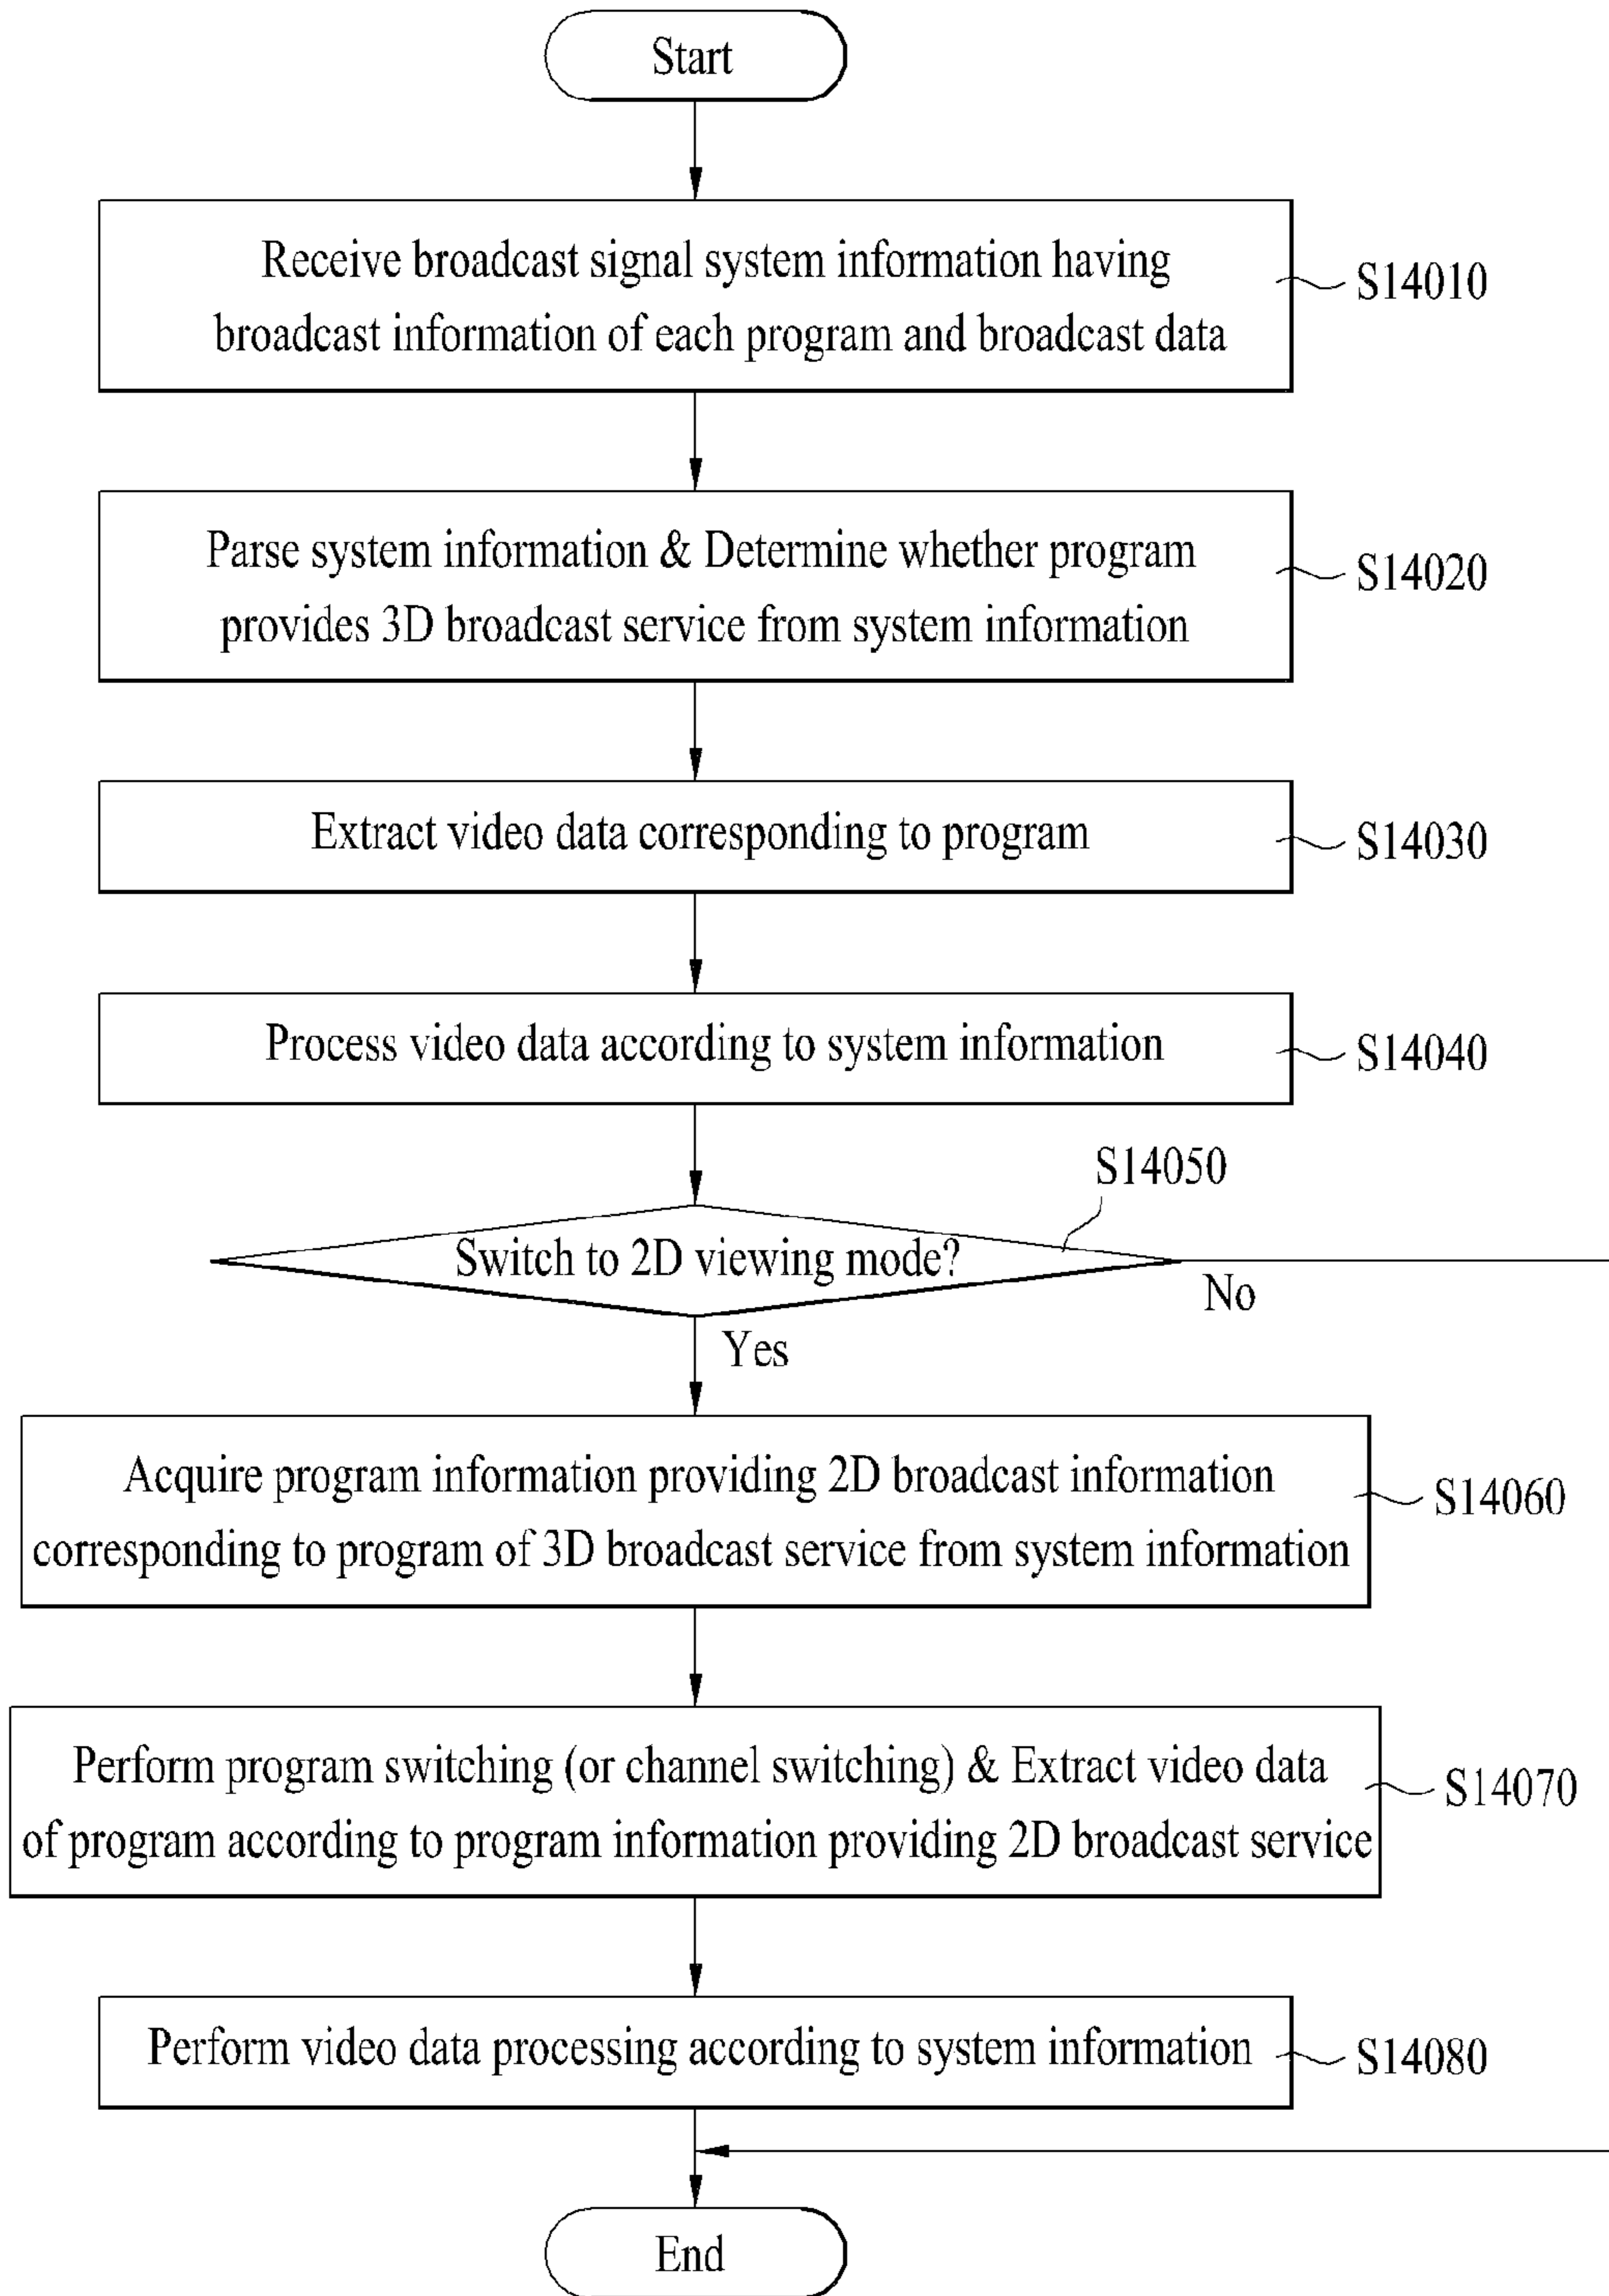 Start
Receive broadcast signal system information having
broadcast information of each program and broadcast data
S14010
Parse system information & Determine whether program
provides 3D broadcast service from system information
S14020
Extract video data corresponding to program
S14030
Process video data according to system information
S14040
S14050
Switch to 2D viewing mode?
No
Yes
Acquire program information providing 2D broadcast information
corresponding to program of 3D broadcast service from system information
S14060
Perform program switching (or channel switching) & Extract video data
of program according to program information providing 2D broadcast service
S14070
Perform video data processing according to system information
S14080
End